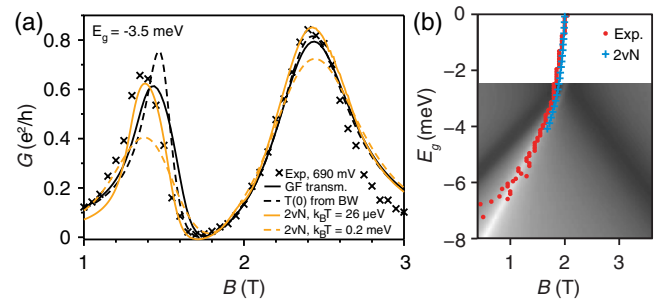 (a)
E_g = -3.5 meV
0.8
0.6
0.4
0.2
0
G (e²/h)
Exp, 690 mV
GF transm.
T(0) from BW
2vN, k_BT = 26 μeV
2vN, k_BT = 0.2 meV
1
2
3
B (T)
(b)
Exp.
2vN
0
−2
−4
−6
−8
E_g (meV)
1
2
3
B (T)